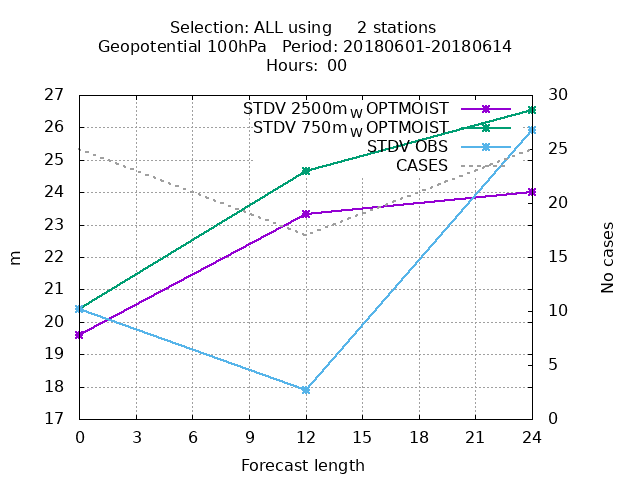 Selection: ALL using     2 stations
Geopotential 100hPa   Period: 20180601-20180614
Hours:  00
STDV 2500m_W OPTMOIST
STDV 750m_W OPTMOIST
STDV OBS
CASES
27
26
25
24
23
22
21
20
19
18
17
m
30
25
20
15
10
5
0
No cases
0 3 6 9 12 15 18 21 24
Forecast length